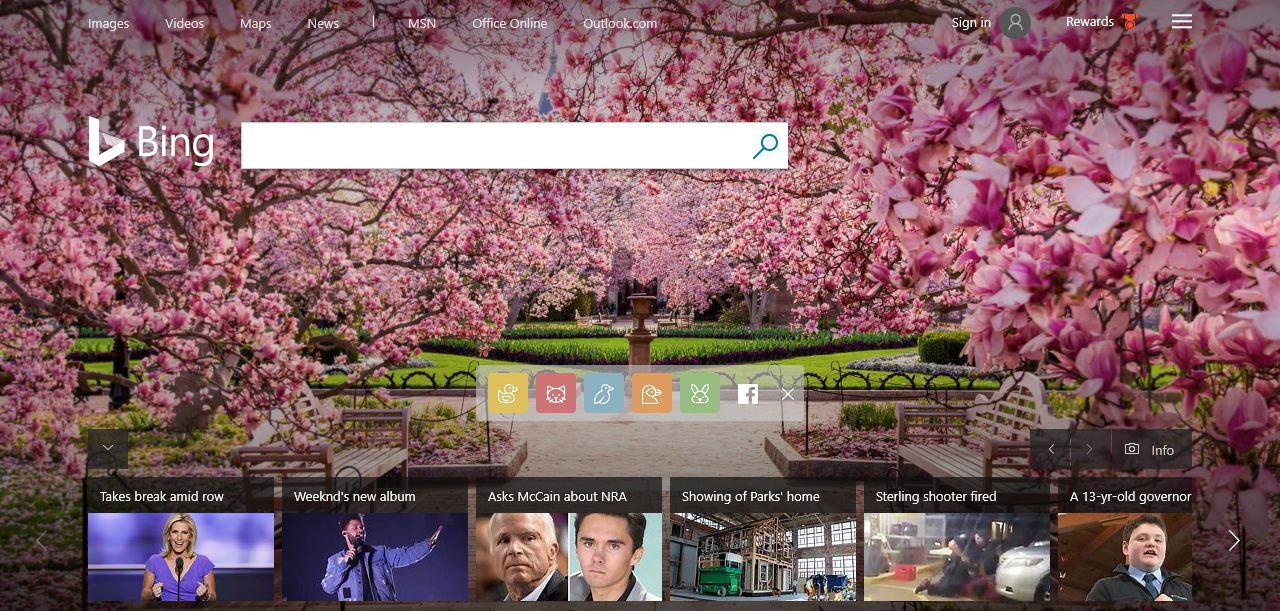 Images Videos Maps News | MSN Office Online Outlook.com Sign in Rewards
Bing
Info
Takes break amid row
Weeknd's new album
Asks McCain about NRA
Showing of Parks' home
Sterling shooter fired
A 13-yr-old governor